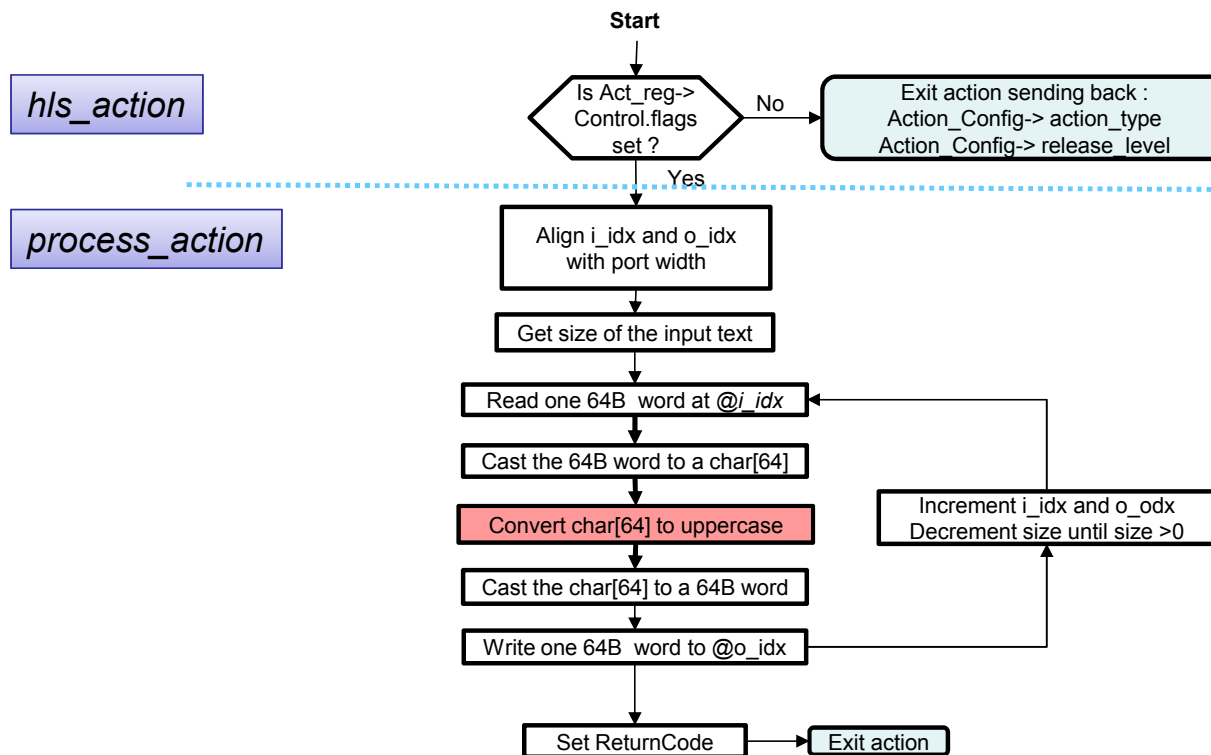 Start
hls_action
Is Act_reg->
Control.flags
set ?
No
Exit action sending back :
Action_Config-> action_type
Action_Config-> release_level
Yes
process_action
Align i_idx and o_idx
with port width
Get size of the input text
Read one 64B word at @i_idx
Cast the 64B word to a char[64]
Convert char[64] to uppercase
Increment i_idx and o_odx
Decrement size until size >0
Cast the char[64] to a 64B word
Write one 64B word to @o_idx
Set ReturnCode
Exit action